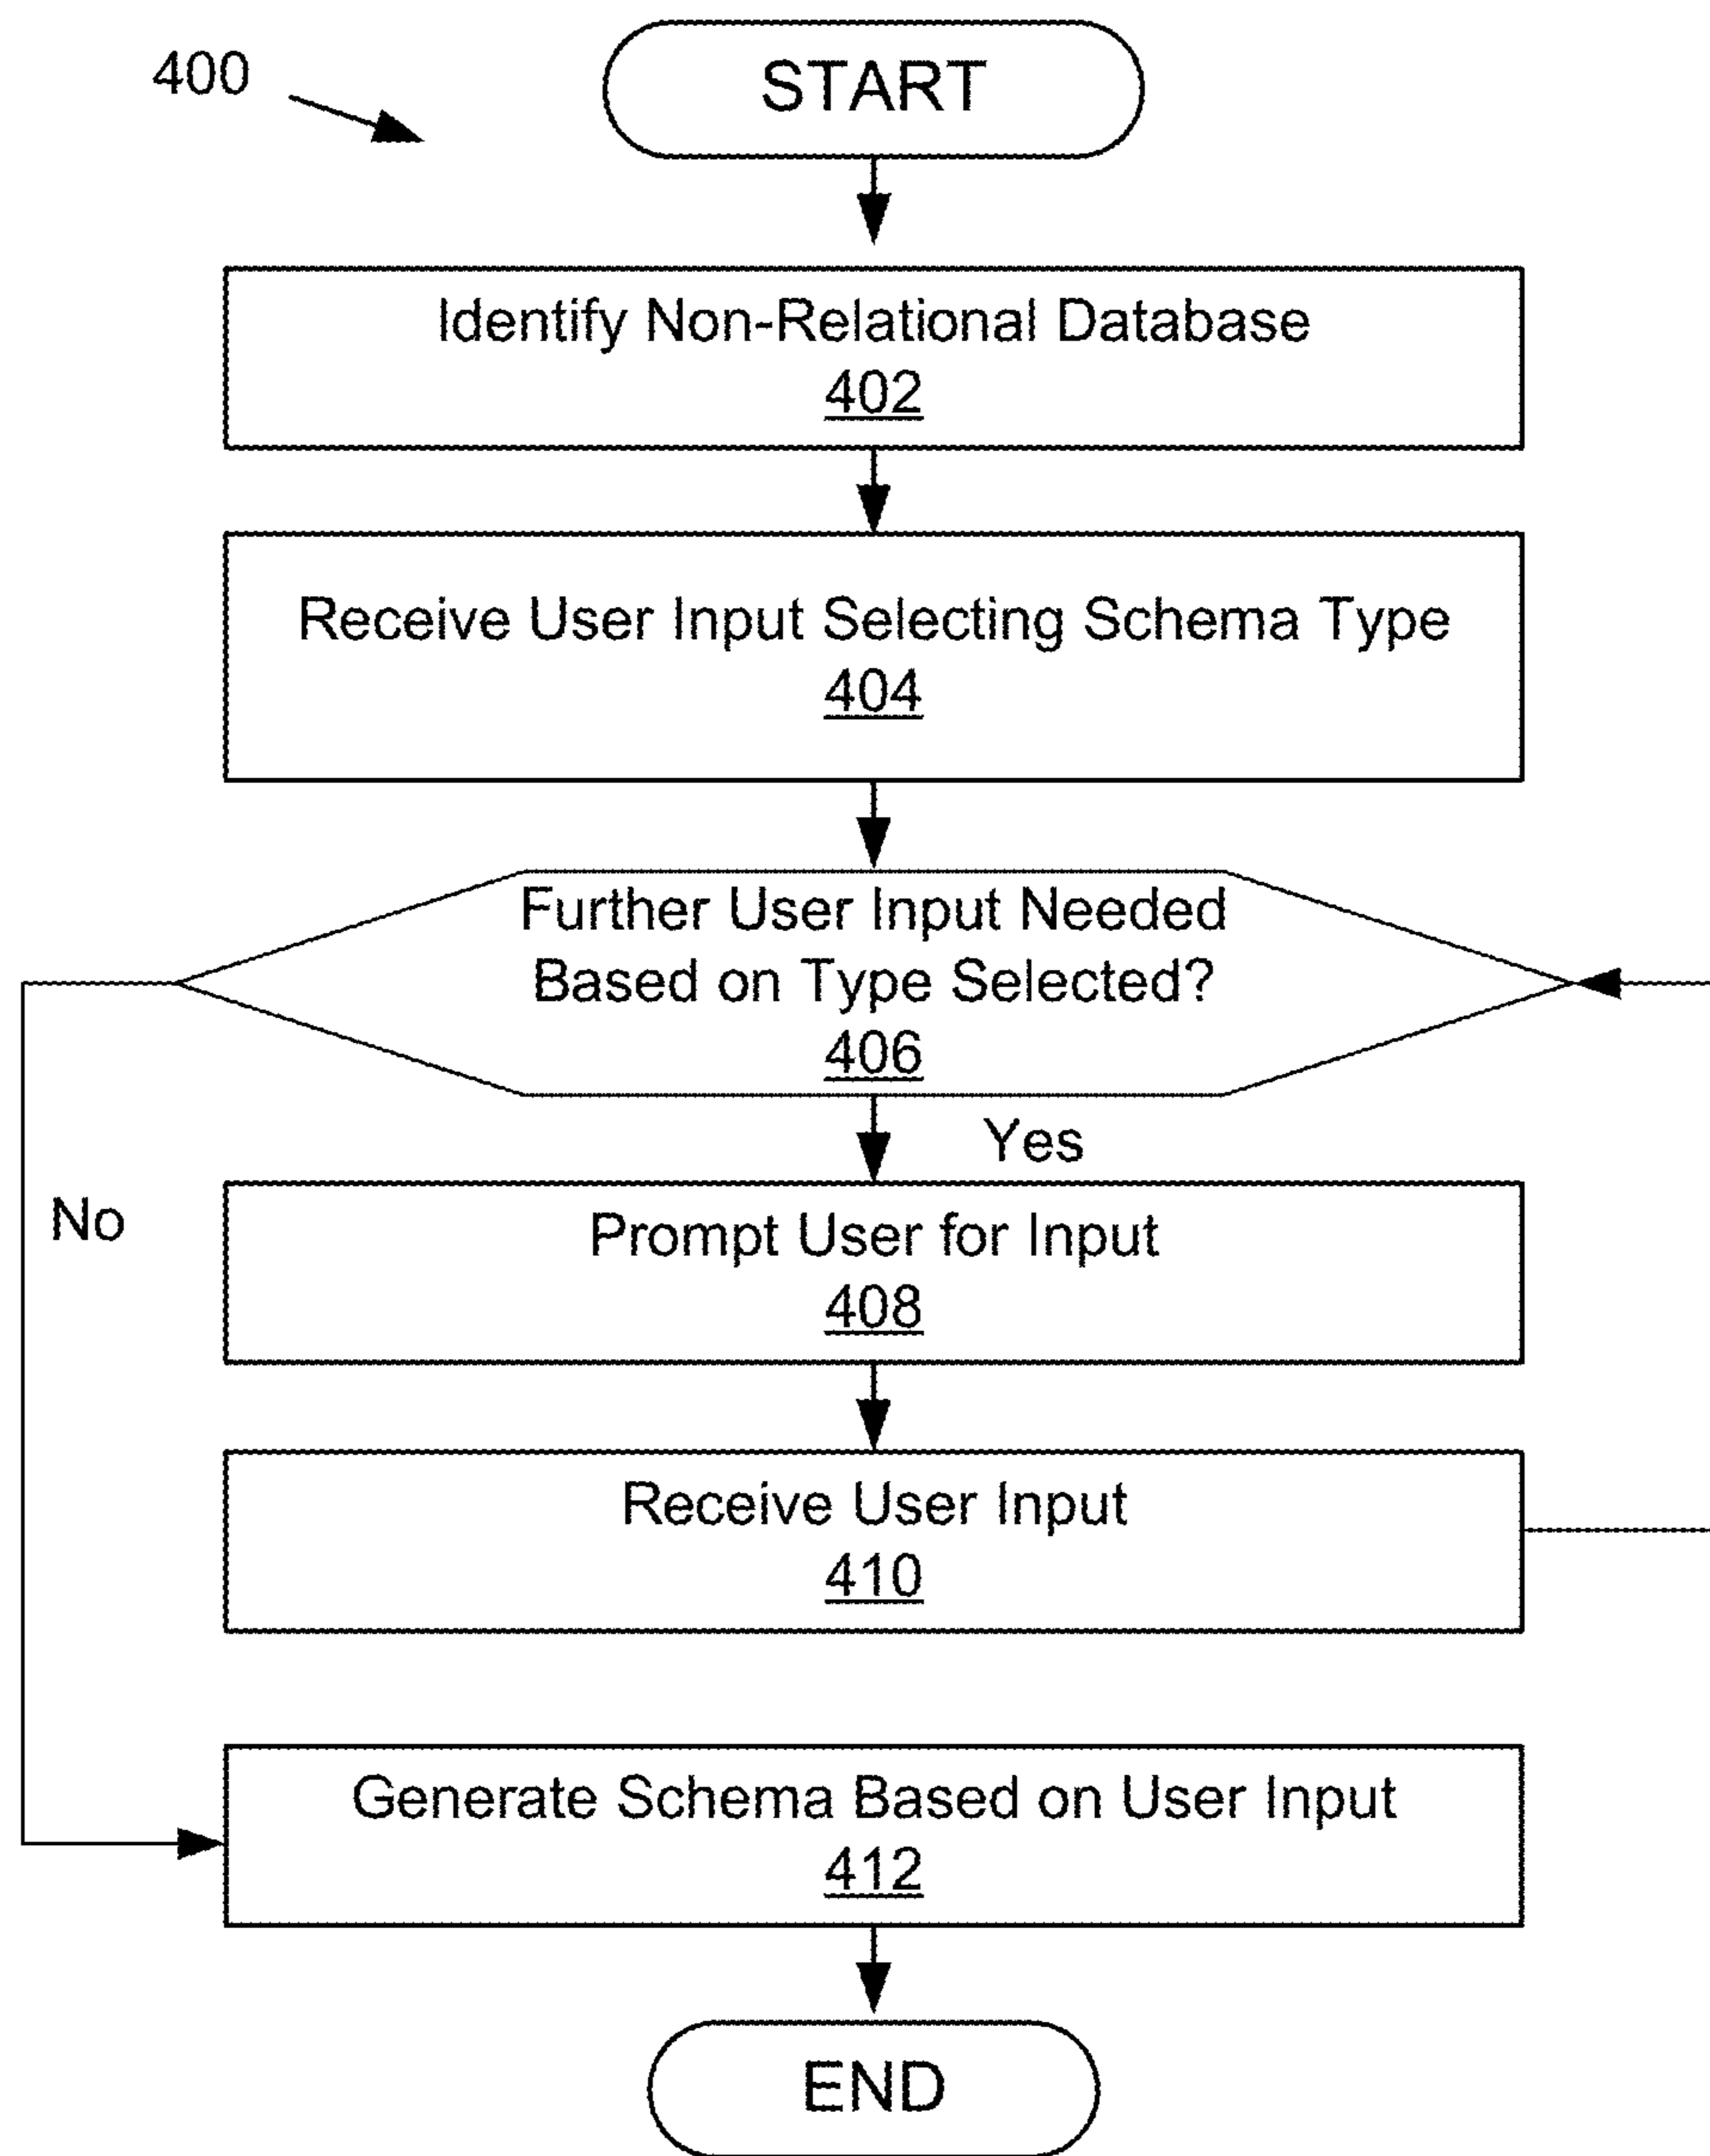 400
START
Identify Non-Relational Database
402
Receive User Input Selecting Schema Type
404
Further User Input Needed
Based on Type Selected?
406
Yes
No
Prompt User for Input
408
Receive User Input
410
Generate Schema Based on User Input
412
END